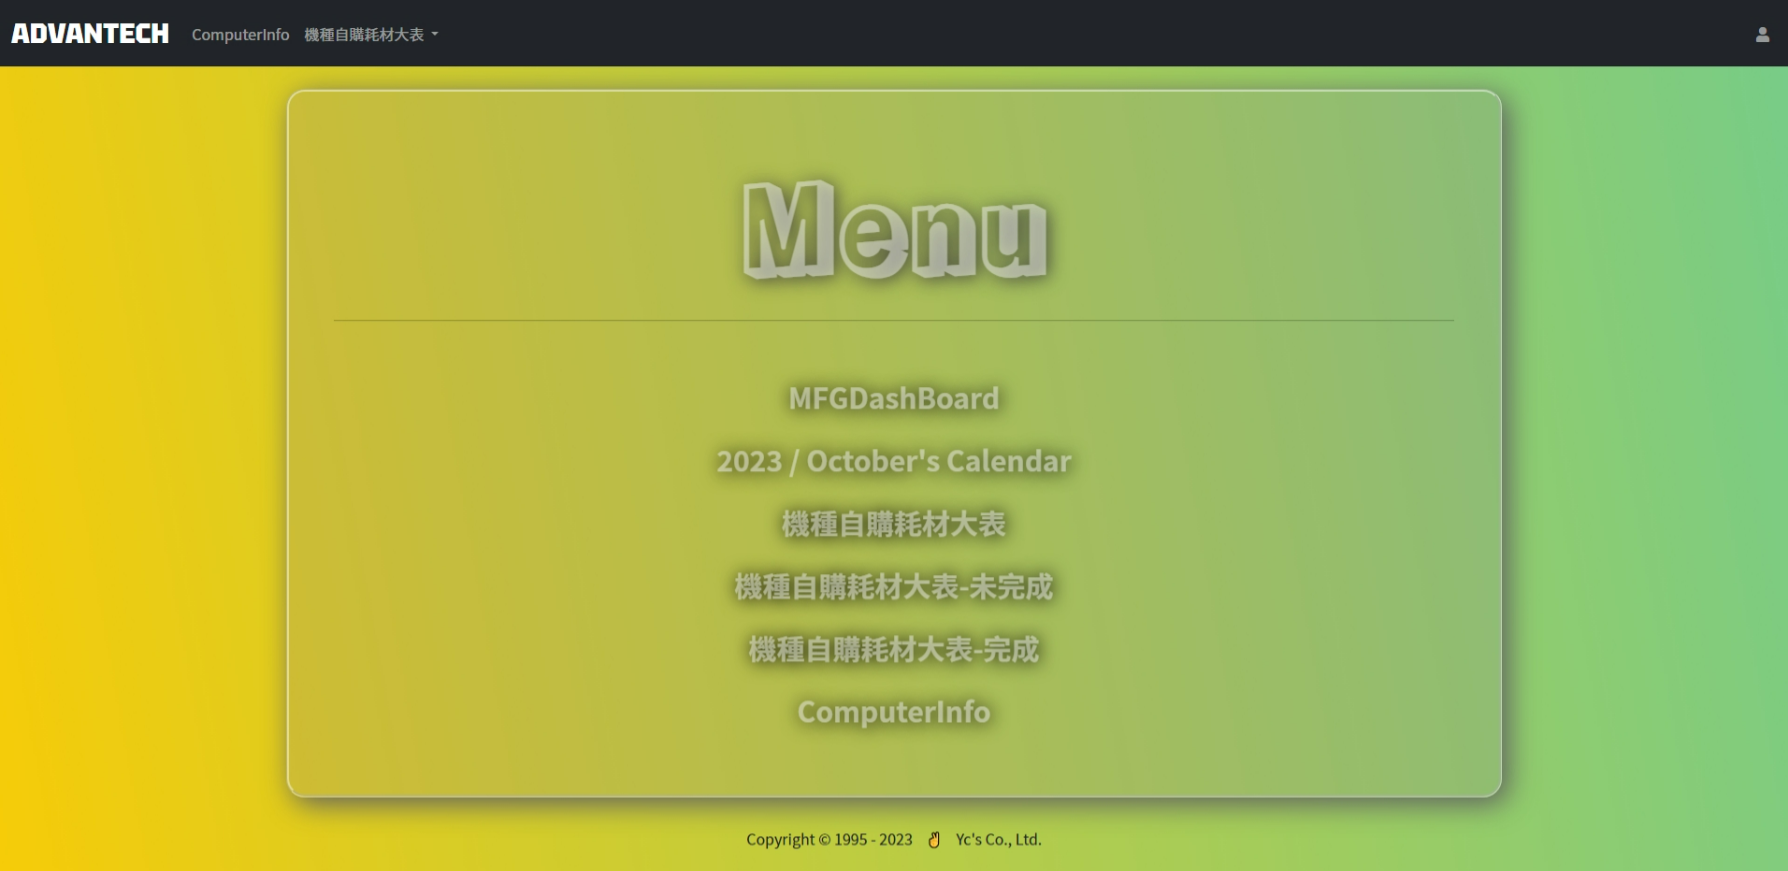 ADVANTECH ComputerInfo 機種自購耗材大表
Menu
MFGDashBoard
2023 / October's Calendar
機種自購耗材大表
機種自購耗材大表-未完成
機種自購耗材大表-完成
ComputerInfo
Copyright © 1995 - 2023 ✌ Yc's Co., Ltd.